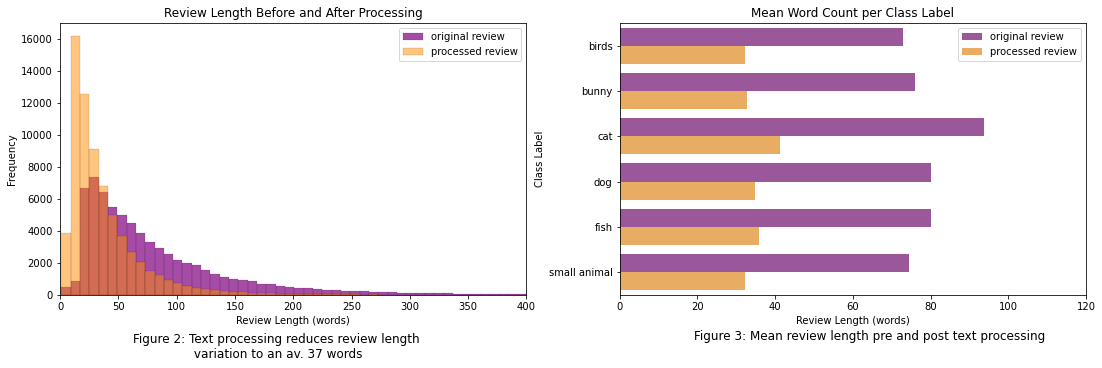 Review Length Before and After Processing
original review
processed review
16000
14000
12000
10000
8000
6000
4000
2000
0
Frequency
0 50 100 150 200 250 300 350 400
Review Length (words)
Figure 2: Text processing reduces review length
variation to an av. 37 words
Mean Word Count per Class Label
original review
processed review
birds
bunny
cat
dog
fish
small animal
Class Label
0 20 40 60 80 100 120
Review Length (words)
Figure 3: Mean review length pre and post text processing